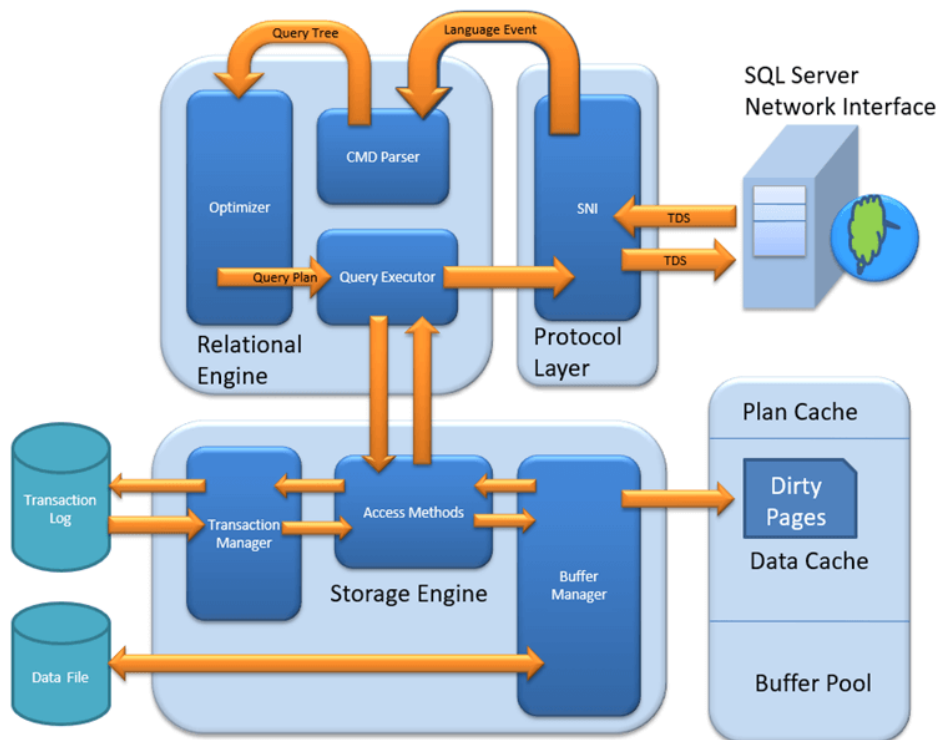 Query Tree
Language Event
SQL Server
Network Interface
CMD Parser
Optimizer
SNI
TDS
TDS
Query Plan
Query Executor
Relational
Engine
Protocol
Layer
Plan Cache
Transaction
Log
Transaction
Manager
Access Methods
Dirty
Pages
Data Cache
Storage Engine
Buffer
Manager
Data File
Buffer Pool